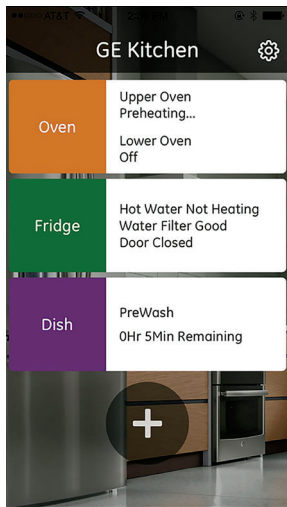 AT&T
GE Kitchen
Oven
Upper Oven
Preheating...
Lower Oven
Off
Fridge
Hot Water Not Heating
Water Filter Good
Door Closed
Dish
PreWash
0Hr 5Min Remaining
+